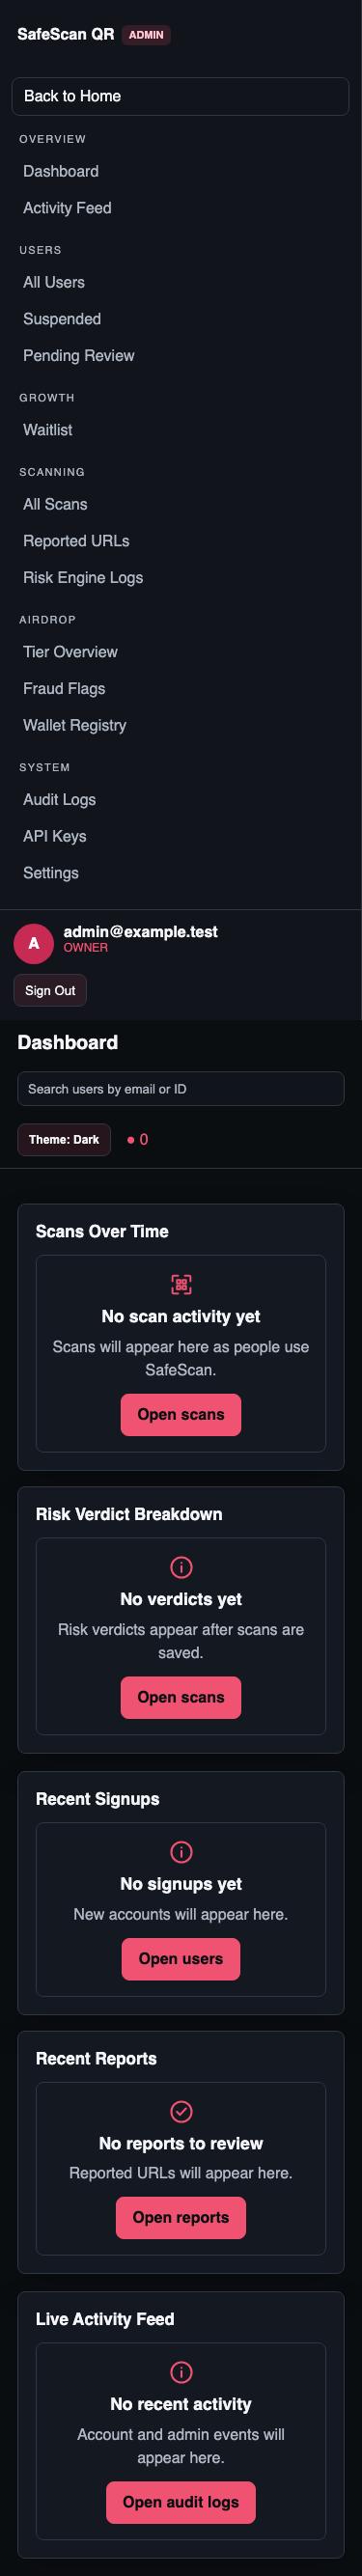 SafeScan QR ADMIN
Back to Home
OVERVIEW
Dashboard
Activity Feed
USERS
All Users
Suspended
Pending Review
GROWTH
Waitlist
SCANNING
All Scans
Reported URLs
Risk Engine Logs
AIRDROP
Tier Overview
Fraud Flags
Wallet Registry
SYSTEM
Audit Logs
API Keys
Settings
A
admin@example.test
OWNER
Sign Out
Dashboard
Search users by email or ID
Theme: Dark
0
Scans Over Time
No scan activity yet
Scans will appear here as people use
SafeScan.
Open scans
Risk Verdict Breakdown
No verdicts yet
Risk verdicts appear after scans are
saved.
Open scans
Recent Signups
No signups yet
New accounts will appear here.
Open users
Recent Reports
No reports to review
Reported URLs will appear here.
Open reports
Live Activity Feed
No recent activity
Account and admin events will
appear here.
Open audit logs